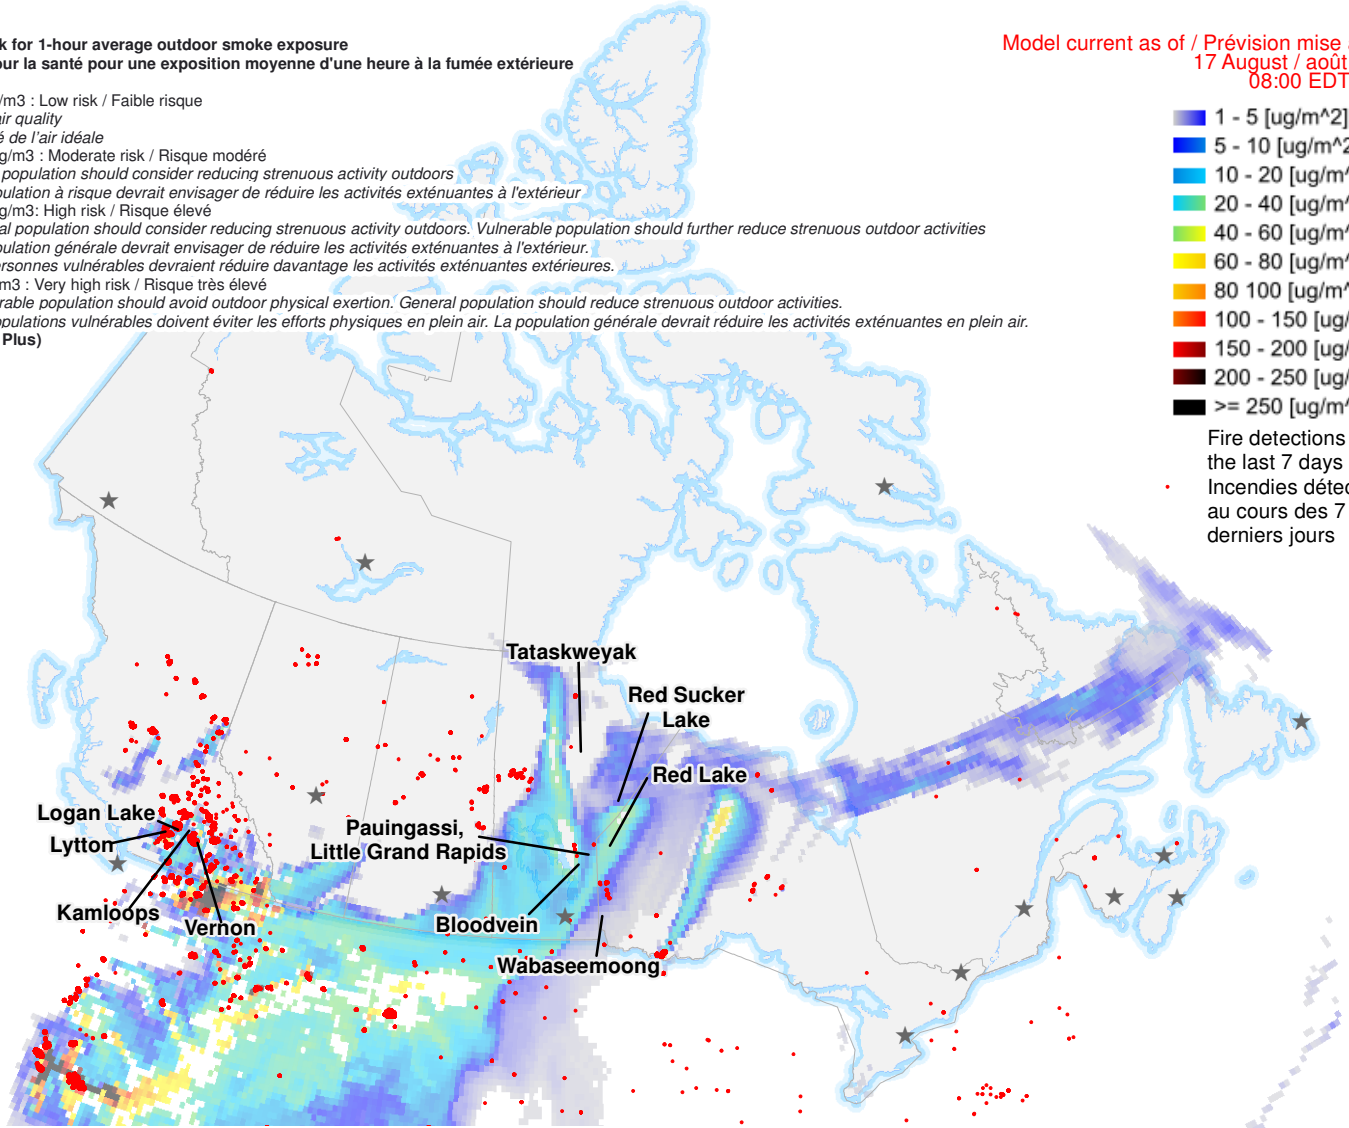 for 1-hour average outdoor smoke exposure
pour la santé pour une exposition moyenne d'une heure à la fumée extérieure
/m3 : Low risk / Faible risque
air quality
de l'air idéale
g/m3 : Moderate risk / Risque modéré
population should consider reducing strenuous activity outdoors
population à risque devrait envisager de réduire les activités exténuantes à l'extérieur
g/m3: High risk / Risque élevé
population should consider reducing strenuous activity outdoors. Vulnerable population should further reduce strenuous outdoor activities
population générale devrait envisager de réduire les activités exténuantes à l'extérieur.
personnes vulnérables devraient réduire davantage les activités exténuantes extérieures.
/m3 : Very high risk / Risque très élevé
population should avoid outdoor physical exertion. General population should reduce strenuous outdoor activities.
populations vulnérables doivent éviter les efforts physiques en plein air. La population générale devrait réduire les activités exténuantes en plein air.
Plus)
Model current as of / Prévision mise
17 August / août
08:00 EDT
1 - 5 [ug/m^2]
5 - 10 [ug/m^2
10 - 20 [ug/m^
20 - 40 [ug/m^
40 - 60 [ug/m^
60 - 80 [ug/m^
80 100 [ug/m^
100 - 150 [ug/
150 - 200 [ug/
200 - 250 [ug/
>= 250 [ug/m^
Fire detections
the last 7 days
Incendies détec
au cours des 7
derniers jours
Tataskweyak
Red Sucker
Lake
Red Lake
Logan Lake
Lytton
Pauingassi,
Little Grand Rapids
Kamloops
Vernon
Bloodvein
Wabaseemoong